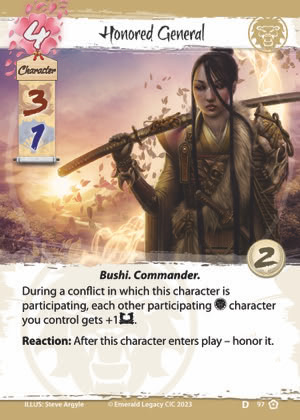 4
Honored General
Character
3
1
2
Bushi. Commander.
During a conflict in which this character is
participating, each other participating character
you control gets +1.
Reaction: After this character enters play – honor it.
ILLUS: Steve Argyle © Emerald Legacy CIC 2023 D 97